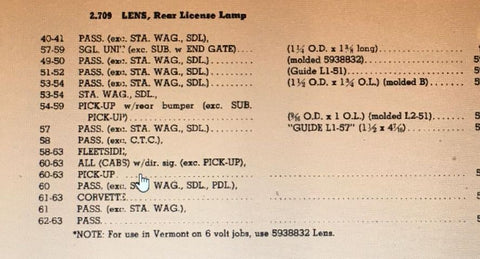 2.709 LENS, Rear License Lamp
40-41 PASS. (exc. STA. WAG., SDL),
57-59 SGL. UNIT (exc. SUB. w END GATE) (1¼ O.D. x 1⅜ long)
49-50 PASS. (exc. STA. WAG., SDL.) (molded 5938832)
51-52 PASS. (exc. STA. WAG., SDL.) (Guide L1-51)
53-54 PASS. (exc. STA. WAG., SDL.) O.D. x 1¾ O.L.) (molded B)
53-54 STA. WAG., SDL.,
54-59 PICK-UP w/rear bumper (exc. SUB.
PICK-UP) O.D. x 1 O.L.) (molded L2-51)
57 PASS. (exc. STA. WAG., SDL.) "GUIDE L1-57"
58 PASS. (exc. C.T.C.),
58-63 FLEETSIDE,
60-63 ALL (CABS) w/dir. sig. (exc. PICK-UP),
60-63 PICK-UP
60 PASS. (exc. WAG., SDL., PDL.),
61-63 CORVETTE
61 PASS. (exc. STA. WAG.),
62-63 PASS.
*NOTE: For use in Vermont on 6 volt jobs, use 5938832 Lens.